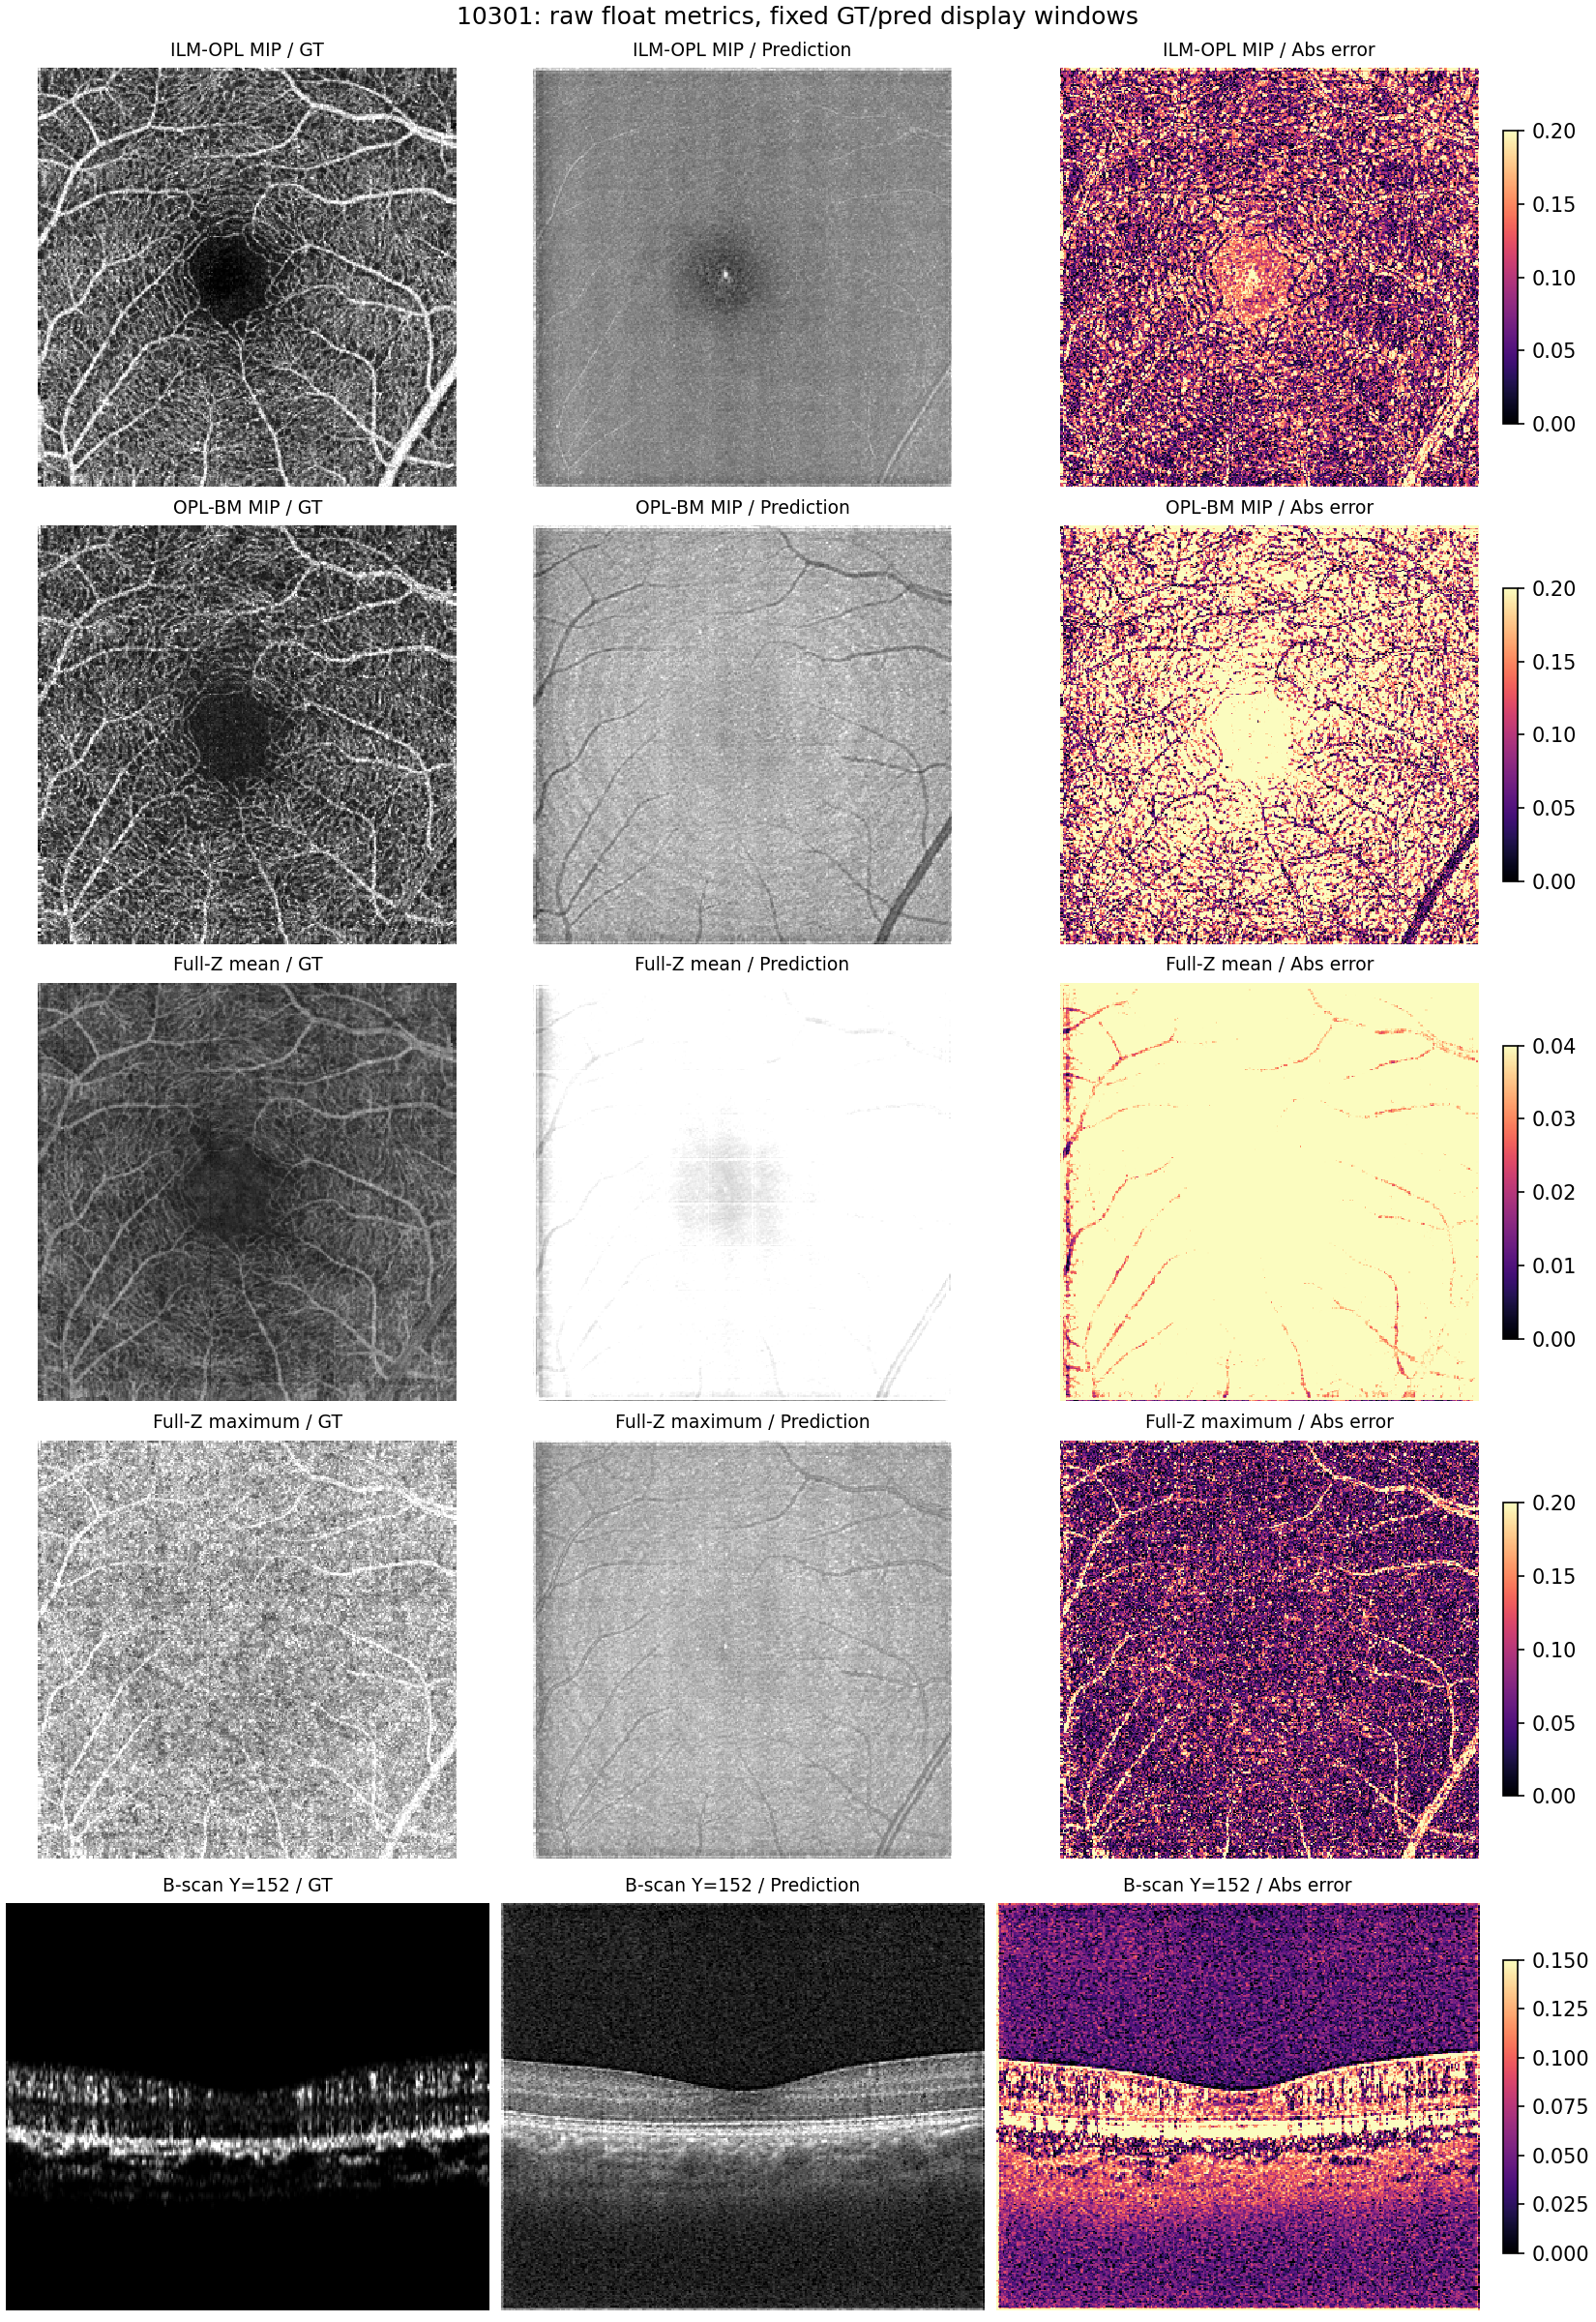 10301: raw float metrics, fixed GT/pred display windows
ILM-OPL MIP / GT
ILM-OPL MIP / Prediction
ILM-OPL MIP / Abs error
0.20
0.15
0.10
0.05
0.00
OPL-BM MIP / GT
OPL-BM MIP / Prediction
OPL-BM MIP / Abs error
0.20
0.15
0.10
0.05
0.00
Full-Z mean / GT
Full-Z mean / Prediction
Full-Z mean / Abs error
0.04
0.03
0.02
0.01
0.00
Full-Z maximum / GT
Full-Z maximum / Prediction
Full-Z maximum / Abs error
0.20
0.15
0.10
0.05
0.00
B-scan Y=152 / GT
B-scan Y=152 / Prediction
B-scan Y=152 / Abs error
0.150
0.125
0.100
0.075
0.050
0.025
0.000